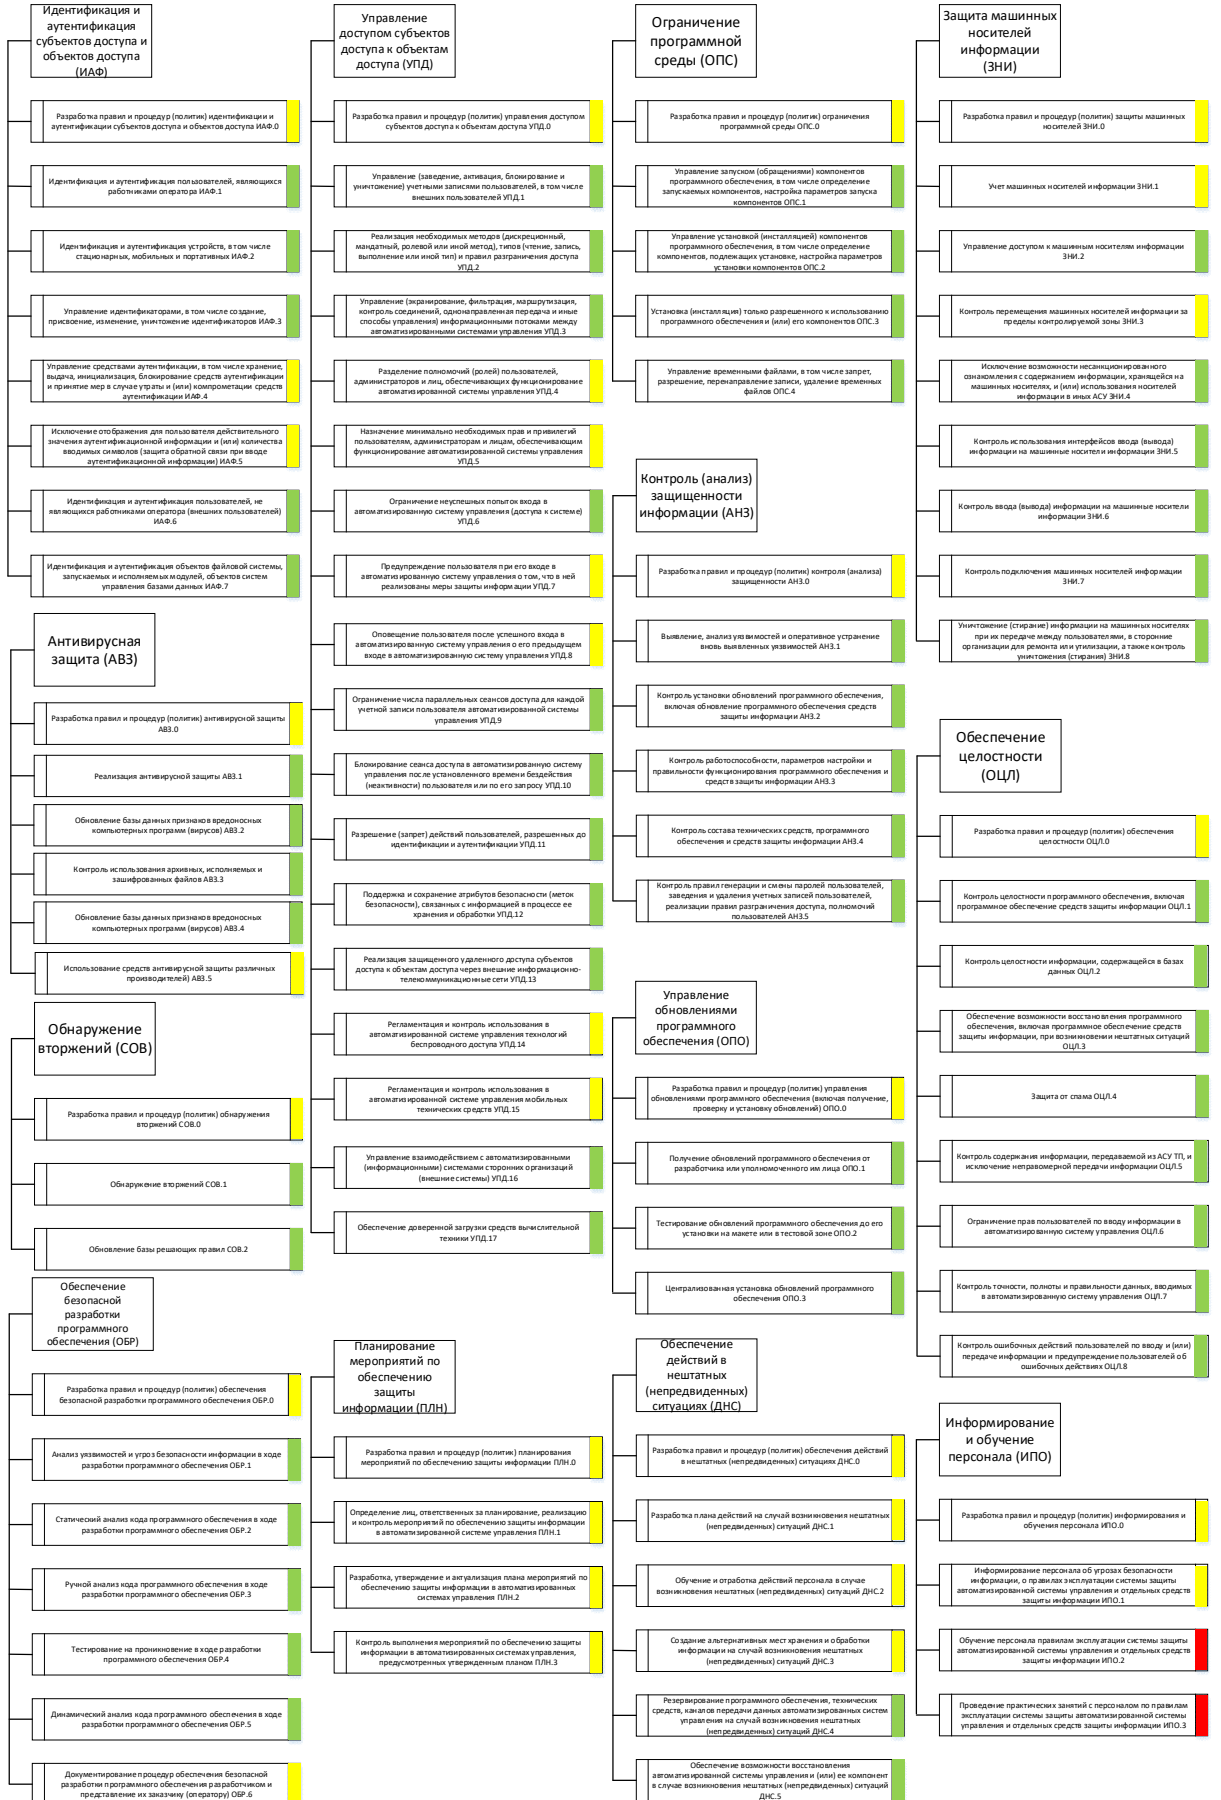 Идентификация и
аутентификация
субъектов доступа и
объектов доступа
(ИАФ)
Разработка правил и процедур (политик) идентификации и
аутентификации субъектов доступа и объектов доступа ИАФ.0
Идентификация и аутентификация пользователей, являющихся
работниками оператора ИАФ.1
Идентификация и аутентификация устройств, в том числе
стационарных, мобильных и портативных ИАФ.2
Управление идентификаторами, в том числе создание,
присвоение, изменение, уничтожение идентификаторов ИАФ.3
Управление средствами аутентификации, в том числе хранение,
выдача, инициализация, блокирование средств аутентификации
и принятие мер в случае утраты и (или) компрометации средств
аутентификации ИАФ.4
Исключение отображения для пользователя действительного
значения аутентификационной информации и (или) количества
вводимых символов (защита обратной связи при вводе
аутентификационной информации) ИАФ.5
Идентификация и аутентификация пользователей, не
являющихся работниками оператора (внешних пользователей)
ИАФ.6
Идентификация и аутентификация объектов файловой системы,
запускаемых и исполняемых модулей, объектов систем
управления базами данных ИАФ.7
Антивирусная
защита (АВЗ)
Разработка правил и процедур (политик) антивирусной защиты
АВЗ.0
Реализация антивирусной защиты АВЗ.1
Обновление базы данных признаков вредоносных
компьютерных программ (вирусов) АВЗ.2
Контроль использования архивных, исполняемых и
зашифрованных файлов АВЗ.3
Обновление базы данных признаков вредоносных
компьютерных программ (вирусов) АВЗ.4
Использование средств антивирусной защиты различных
производителей) АВЗ.5
Обнаружение
вторжений (СОВ)
Разработка правил и процедур (политик) обнаружения
вторжений СОВ.0
Обнаружение вторжений СОВ.1
Обновление базы решающих правил СОВ.2
Обеспечение
безопасной
разработки
программного
обеспечения (ОБР)
Разработка правил и процедур (политик) обеспечения
безопасной разработки программного обеспечения ОБР.0
Анализ уязвимостей и угроз безопасности информации в ходе
разработки программного обеспечения ОБР.1
Статический анализ кода программного обеспечения в ходе
разработки программного обеспечения ОБР.2
Ручной анализ кода программного обеспечения в ходе
разработки программного обеспечения ОБР.3
Тестирование на проникновение в ходе разработки
программного обеспечения ОБР.4
Динамический анализ кода программного обеспечения в ходе
разработки программного обеспечения ОБР.5
Документирование процедур обеспечения безопасной
разработки программного обеспечения разработчиком и
представление их заказчику (оператору) ОБР.6
Управление
доступом субъектов
доступа к объектам
доступа (УПД)
Разработка правил и процедур (политик) управления доступом
субъектов доступа к объектам доступа УПД.0
Управление (заведение, активация, блокирование и
уничтожение) учетными записями пользователей, в том числе
внешних пользователей УПД.1
Реализация необходимых методов (дискреционный,
мандатный, ролевой или иной метод), типов (чтение, запись,
выполнение или иной тип) и правил разграничения доступа
УПД.2
Управление (экранирование, фильтрация, маршрутизация,
контроль соединений, однонаправленная передача и иные
способы управления) информационными потоками между
автоматизированными системами управления УПД.3
Разделение полномочий (ролей) пользователей,
администраторов и лиц, обеспечивающих функционирование
автоматизированной системы управления УПД.4
Назначение минимально необходимых прав и привилегий
пользователям, администраторам и лицам, обеспечивающим
функционирование автоматизированной системы управления
УПД.5
Ограничение неуспешных попыток входа в
автоматизированную систему управления (доступа к системе)
УПД.6
Предупреждение пользователя при его входе в
автоматизированную систему управления о том, что в ней
реализованы меры защиты информации УПД.7
Оповещение пользователя после успешного входа в
автоматизированную систему управления о его предыдущем
входе в автоматизированную систему управления УПД.8
Ограничение числа параллельных сеансов доступа для каждой
учетной записи пользователя автоматизированной системы
управления УПД.9
Блокирование сеанса доступа в автоматизированную систему
управления после установленного времени бездействия
(неактивности) пользователя или по его запросу УПД.10
Разрешение (запрет) действий пользователей, разрешенных до
идентификации и аутентификации УПД.11
Поддержка и сохранение атрибутов безопасности (меток
безопасности), связанных с информацией в процессе ее
хранения и обработки УПД.12
Реализация защищенного удаленного доступа субъектов
доступа к объектам доступа через внешние информационно-
телекоммуникационные сети УПД.13
Регламентация и контроль использования в
автоматизированной системе управления технологий
беспроводного доступа УПД.14
Регламентация и контроль использования в
автоматизированной системе управления мобильных
технических средств УПД.15
Управление взаимодействием с автоматизированными
(информационными) системами сторонних организаций
(внешние системы) УПД.16
Обеспечение доверенной загрузки средств вычислительной
техники УПД.17
Планирование
мероприятий по
обеспечению
защиты
информации (ПЛН)
Разработка правил и процедур (политик) планирования
мероприятий по обеспечению защиты информации ПЛН.0
Определение лиц, ответственных за планирование, реализацию
и контроль мероприятий по обеспечению защиты информации
в автоматизированной системе управления ПЛН.1
Разработка, утверждение и актуализация плана мероприятий по
обеспечению защиты информации в автоматизированных
системах управления ПЛН.2
Контроль выполнения мероприятий по обеспечению защиты
информации в автоматизированных системах управления,
предусмотренных утвержденным планом ПЛН.3
Ограничение
программной
среды (ОПС)
Разработка правил и процедур (политик) ограничения
программной среды ОПС.0
Управление запуском (обращениями) компонентов
программного обеспечения, в том числе определение
запускаемых компонентов, настройка параметров запуска
компонентов ОПС.1
Управление установкой (инсталляцией) компонентов
программного обеспечения, в том числе определение
компонентов, подлежащих установке, настройка параметров
установки компонентов ОПС.2
Установка (инсталляция) только разрешенного к использованию
программного обеспечения и (или) его компонентов ОПС.3
Управление временными файлами, в том числе запрет,
разрешение, перенаправление записи, удаление временных
файлов ОПС.4
Контроль (анализ)
защищенности
информации (АНЗ)
Разработка правил и процедур (политик) контроля (анализа)
защищенности АНЗ.0
Выявление, анализ уязвимостей и оперативное устранение
вновь выявленных уязвимостей АНЗ.1
Контроль установки обновлений программного обеспечения,
включая обновление программного обеспечения средств
защиты информации АНЗ.2
Контроль работоспособности, параметров настройки и
правильности функционирования программного обеспечения и
средств защиты информации АНЗ.3
Контроль состава технических средств, программного
обеспечения и средств защиты информации АНЗ.4
Контроль правил генерации и смены паролей пользователей,
заведения и удаления учетных записей пользователей,
реализации правил разграничения доступа, полномочий
пользователей АНЗ.5
Управление
обновлениями
программного
обеспечения (ОПО)
Разработка правил и процедур (политик) управления
обновлениями программного обеспечения (включая получение,
проверку и установку обновлений) ОПО.0
Получение обновлений программного обеспечения от
разработчика или уполномоченного им лица ОПО.1
Тестирование обновлений программного обеспечения до его
установки на макете или в тестовой зоне ОПО.2
Централизованная установка обновлений программного
обеспечения ОПО.3
Обеспечение
действий в
нештатных
(непредвиденных)
ситуациях (ДНС)
Разработка правил и процедур (политик) обеспечения действий
в нештатных (непредвиденных) ситуациях ДНС.0
Разработка плана действий на случай возникновения нештатных
(непредвиденных) ситуаций ДНС.1
Обучение и отработка действий персонала в случае
возникновения нештатных (непредвиденных) ситуаций ДНС.2
Создание альтернативных мест хранения и обработки
информации на случай возникновения нештатных
(непредвиденных) ситуаций ДНС.3
Резервирование программного обеспечения, технических
средств, каналов передачи данных автоматизированных систем
управления на случай возникновения нештатных
(непредвиденных) ситуаций ДНС.4
Обеспечение возможности восстановления
автоматизированной системы управления и (или) ее компонент
в случае возникновения нештатных (непредвиденных) ситуаций
ДНС.5
Защита машинных
носителей
информации
(ЗНИ)
Разработка правил и процедур (политик) защиты машинных
носителей ЗНИ.0
Учет машинных носителей информации ЗНИ.1
Управление доступом к машинным носителям информации
ЗНИ.2
Контроль перемещения машинных носителей информации за
пределы контролируемой зоны ЗНИ.3
Исключение возможности несанкционированного
ознакомления с содержанием информации, хранящейся на
машинных носителях, и (или) использования носителей
информации в иных АСУ ЗНИ.4
Контроль использования интерфейсов ввода (вывода)
информации на машинные носители информации ЗНИ.5
Контроль ввода (вывода) информации на машинные носители
информации ЗНИ.6
Контроль подключения машинных носителей информации
ЗНИ.7
Уничтожение (стирание) информации на машинных носителях
при их передаче между пользователями, в сторонние
организации для ремонта или утилизации, а также контроль
уничтожения (стирания) ЗНИ.8
Обеспечение
целостности
(ОЦЛ)
Разработка правил и процедур (политик) обеспечения
целостности ОЦЛ.0
Контроль целостности программного обеспечения, включая
программное обеспечение средств защиты информации ОЦЛ.1
Контроль целостности информации, содержащейся в базах
данных ОЦЛ.2
Обеспечение возможности восстановления программного
обеспечения, включая программное обеспечение средств
защиты информации, при возникновении нештатных ситуаций
ОЦЛ.3
Защита от спама ОЦЛ.4
Контроль содержания информации, передаваемой из АСУ ТП, и
исключение неправомерной передачи информации ОЦЛ.5
Ограничение прав пользователей по вводу информации в
автоматизированную систему управления ОЦЛ.6
Контроль точности, полноты и правильности данных, вводимых
в автоматизированную систему управления ОЦЛ.7
Контроль ошибочных действий пользователей по вводу и (или)
передаче информации и предупреждение пользователей об
ошибочных действиях ОЦЛ.8
Информирование
и обучение
персонала (ИПО)
Разработка правил и процедур (политик) информирования и
обучения персонала ИПО.0
Информирование персонала об угрозах безопасности
информации, о правилах эксплуатации системы защиты
автоматизированной системы управления и отдельных средств
защиты информации ИПО.1
Обучение персонала правилам эксплуатации системы защиты
автоматизированной системы управления и отдельных средств
защиты информации ИПО.2
Проведение практических занятий с персоналом по правилам
эксплуатации системы защиты автоматизированной системы
управления и отдельных средств защиты информации ИПО.3